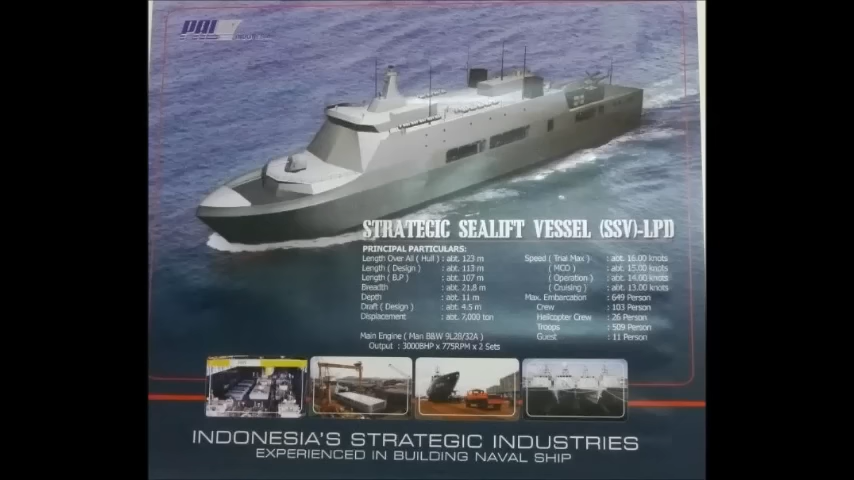 PAL
STRATEGIC SEALIFT VESSEL (SSV)-LPD
PRINCIPAL PARTICULARS:
Length Over All ( Hull ) : abt. 123 m
Length ( Design ) : abt. 113 m
Length ( B.P ) : abt. 107 m
Breadth : abt. 21,8 m
Depth : abt. 11 m
Draft ( Design ) : abt. 4.5 m
Displacement : abt. 7,000 ton
Main Engine ( Man B&W 9L28/32A )
Output : 3000BHP x 775RPM x 2 Sets
Speed ( Trial Max ) : abt. 16.00 knots
( MCO ) : abt. 15.00 knots
( Operation ) : abt. 14.00 knots
( Cruising ) : abt. 13.00 knots
Max. Embarcation : 649 Person
Crew : 103 Person
Helicopter Crew : 26 Person
Troops : 509 Person
Guest : 11 Person
INDONESIA'S STRATEGIC INDUSTRIES
EXPERIENCED IN BUILDING NAVAL SHIP